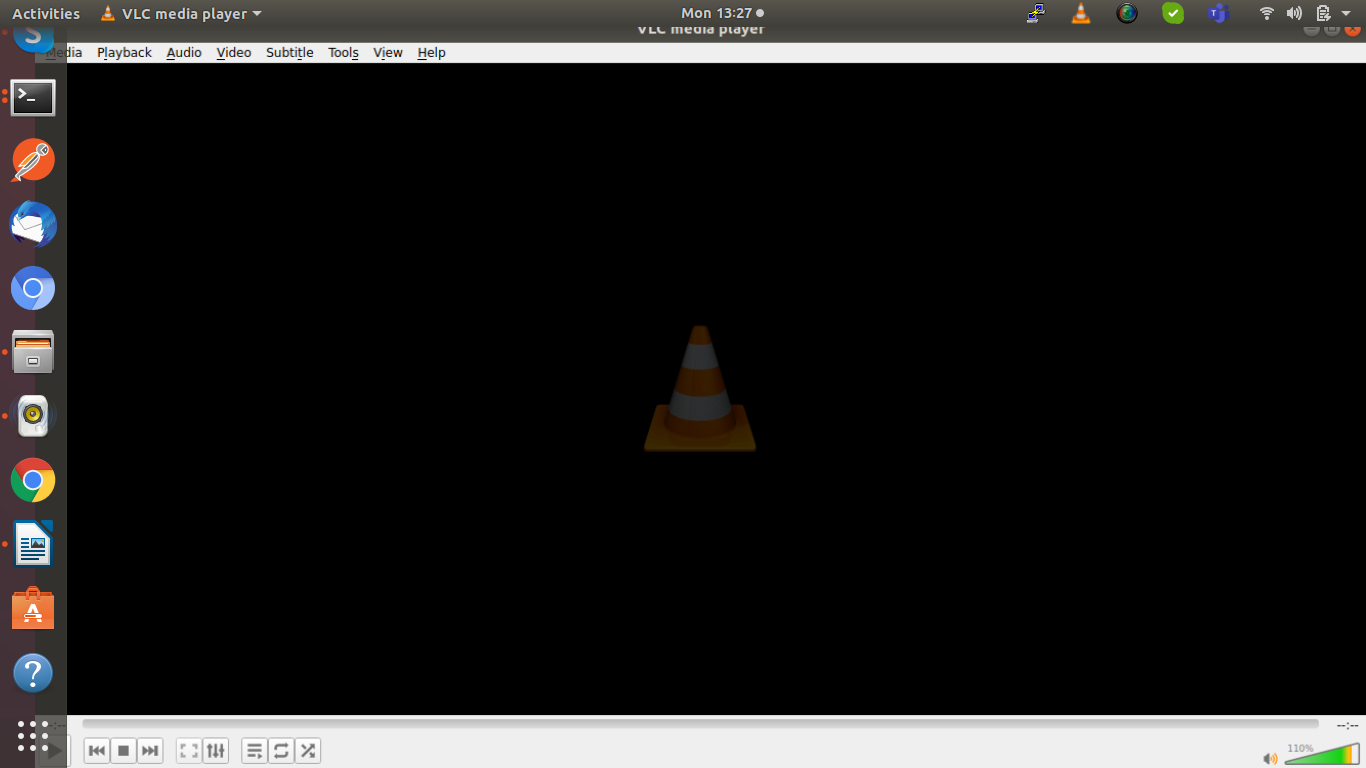 Activities VLC media player Mon 13:27
VLC media player
Media Playback Audio Video Subtitle Tools View Help
--:--
110%